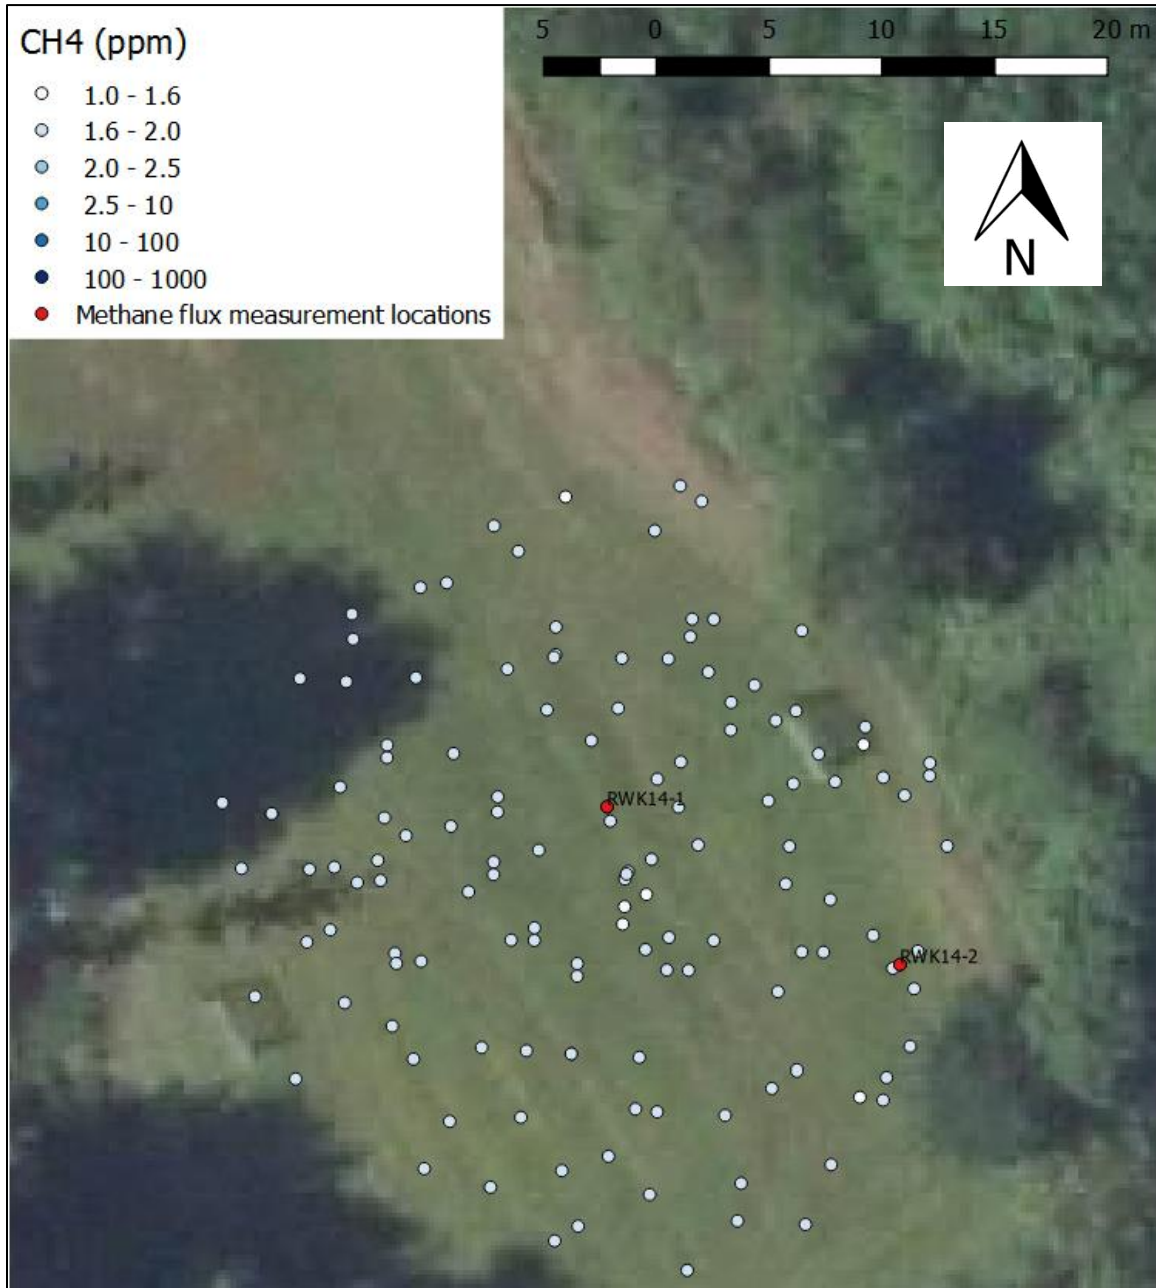 CH4 (ppm)
1.0 - 1.6
1.6 - 2.0
2.0 - 2.5
2.5 - 10
10 - 100
100 - 1000
Methane flux measurement locations
5 0 5 10 15 20 m
N
RWK14-1
RWK14-2